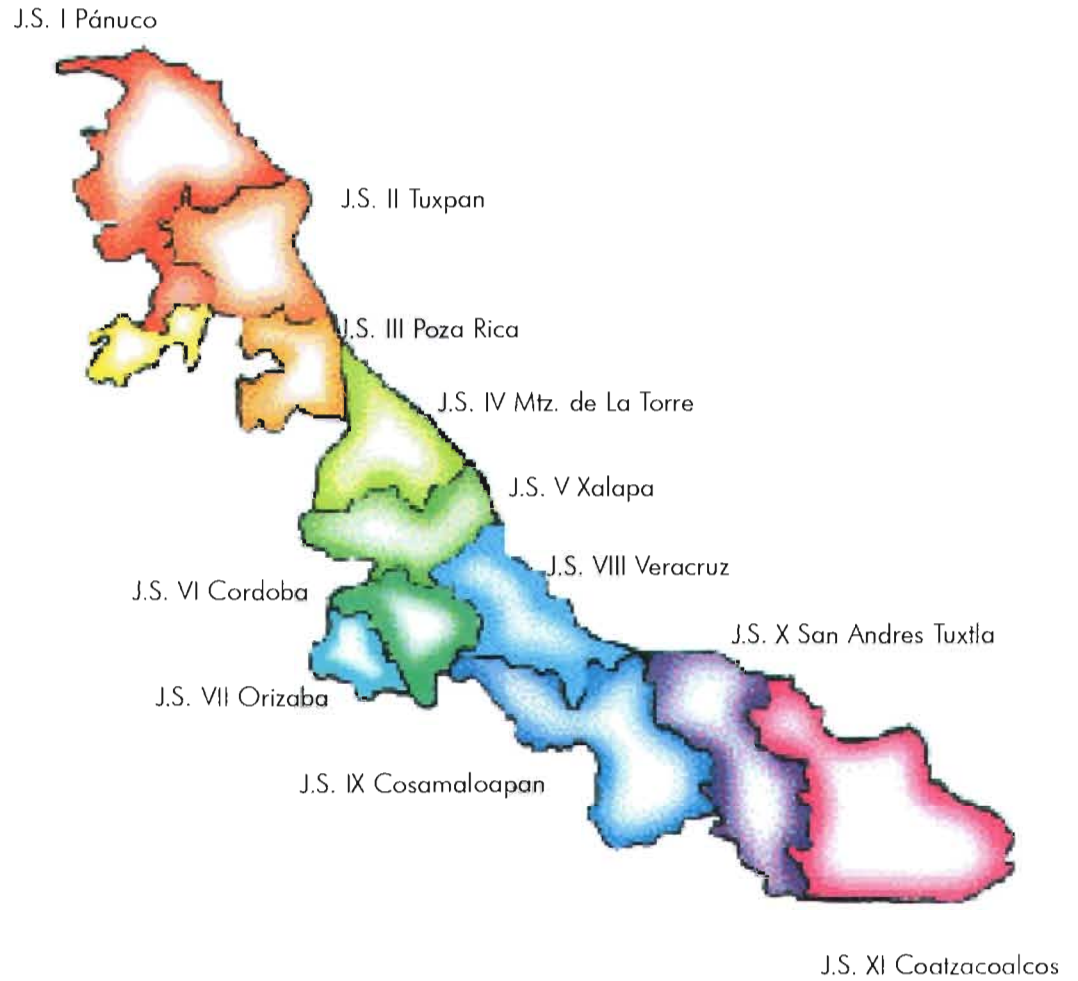 J.S. I Pánuco
J.S. II Tuxpan
J.S. III Poza Rica
J.S. IV Mtz. de La Torre
J.S. V Xalapa
J.S. VIII Veracruz
J.S. VI Cordoba
J.S. X San Andres Tuxtla
J.S. VII Orizaba
J.S. IX Cosamaloapan
J.S. XI Coatzacoalcos